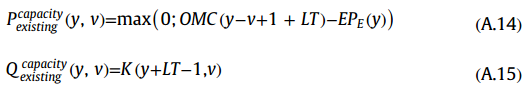 P^{capacity}_{existing}(y, v)=max(0; OMC(y−v+1 + LT)−EP_E(y)) (A.14)
Q^{capacity}_{existing}(y, v)=K(y+LT−1,v) (A.15)